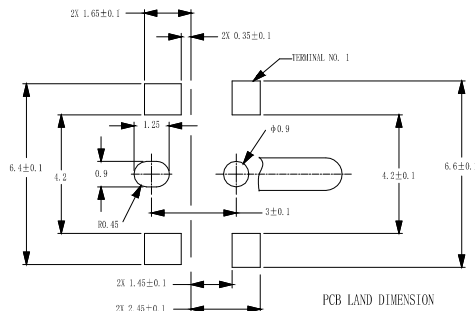 2X 1.65±0.1
2X 0.35±0.1
TERMINAL NO. 1
1.25
Φ0.9
6.4±0.1
4.2
0.9
4.2±0.1
6.6±0.
R0.45
3±0.1
2X 1.45±0.1
2X 2.45±0.1
PCB LAND DIMENSION